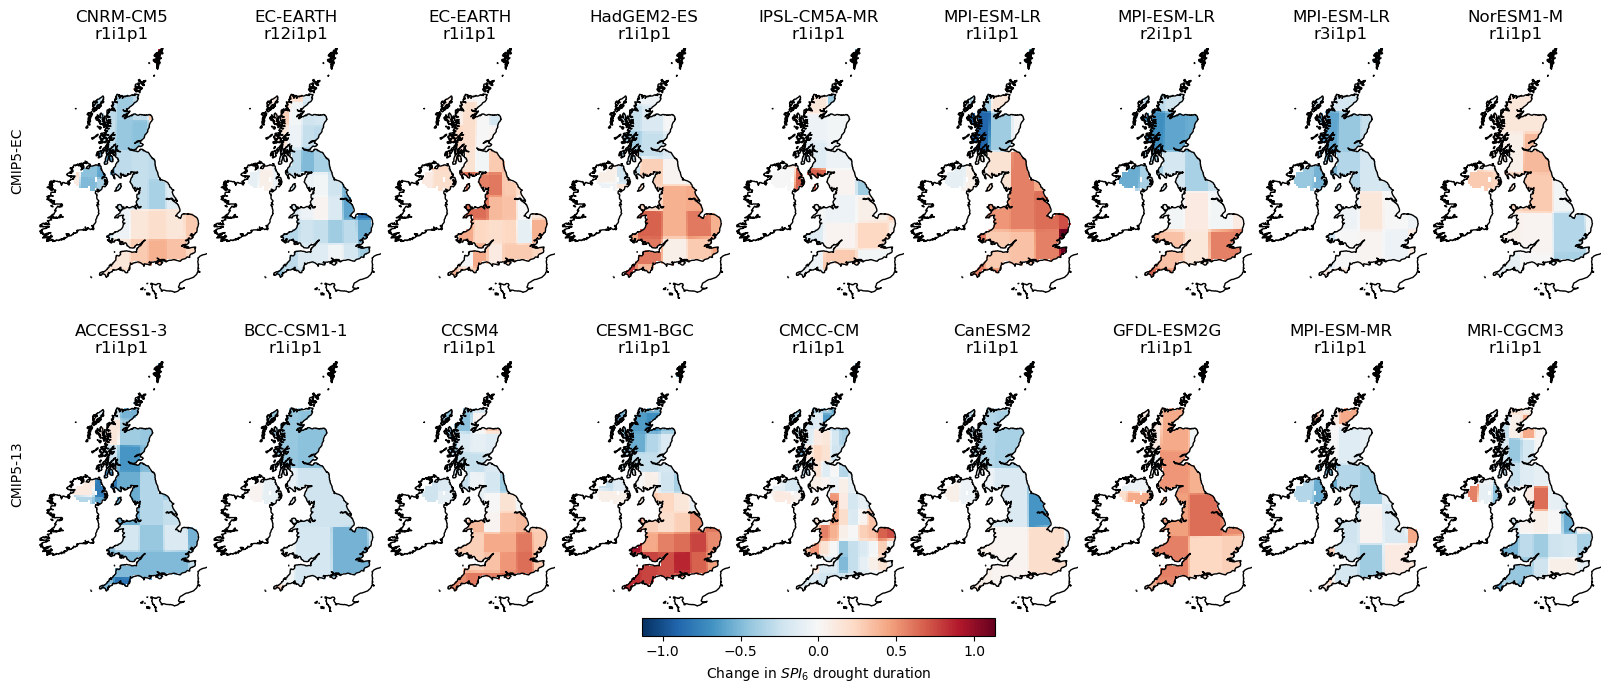 CNRM-CM5 EC-EARTH EC-EARTH HadGEM2-ES IPSL-CM5A-MR MPI-ESM-LR MPI-ESM-LR MPI-ESM-LR NorESM1-M
r1i1p1 r12i1p1 r1i1p1 r1i1p1 r1i1p1 r1i1p1 r2i1p1 r3i1p1 r1i1p1
CMIP5-EC
ACCESS1-3 BCC-CSM1-1 CCSM4 CESM1-BGC CMCC-CM CanESM2 GFDL-ESM2G MPI-ESM-MR MRI-CGCM3
r1i1p1 r1i1p1 r1i1p1 r1i1p1 r1i1p1 r1i1p1 r1i1p1 r1i1p1 r1i1p1
CMIP5-13
−1.0 −0.5 0.0 0.5 1.0
Change in SPI₆ drought duration